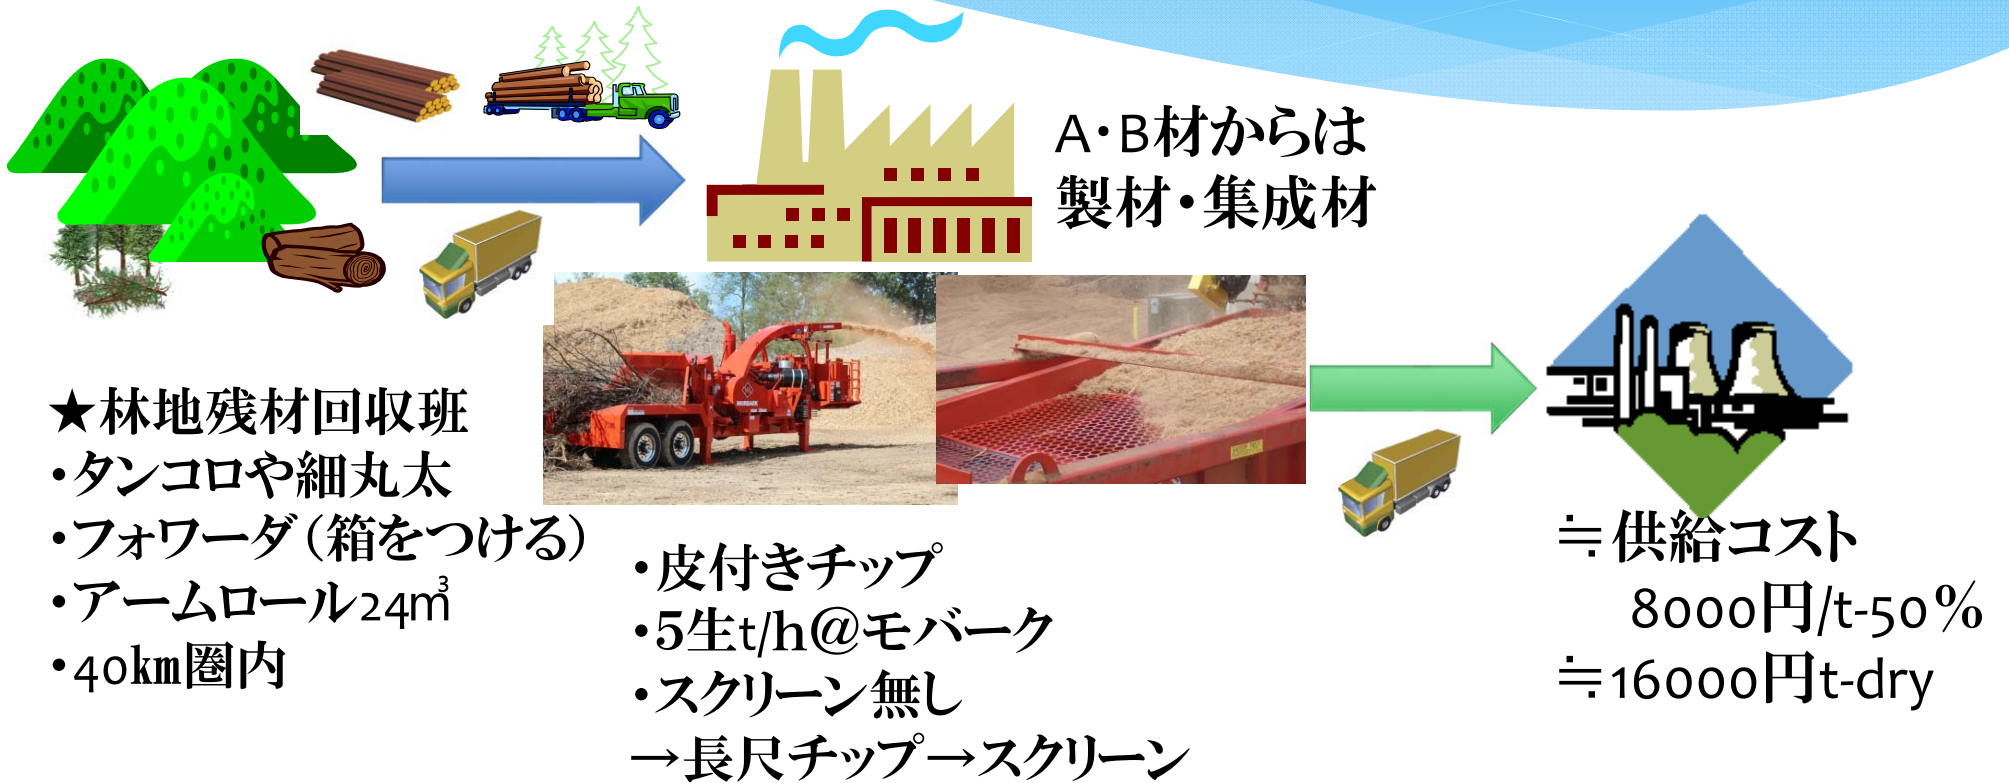 A・B材からは
製材・集成材
★林地残材回収班
・タンコロや細丸太
・フォワーダ（箱をつける）
・アームロール24㎥
・40㎞圏内
・皮付きチップ
・5生t/h＠モバーク
・スクリーン無し
→長尺チップ→スクリーン
≒供給コスト
8000円/t-50％
≒16000円t-dry